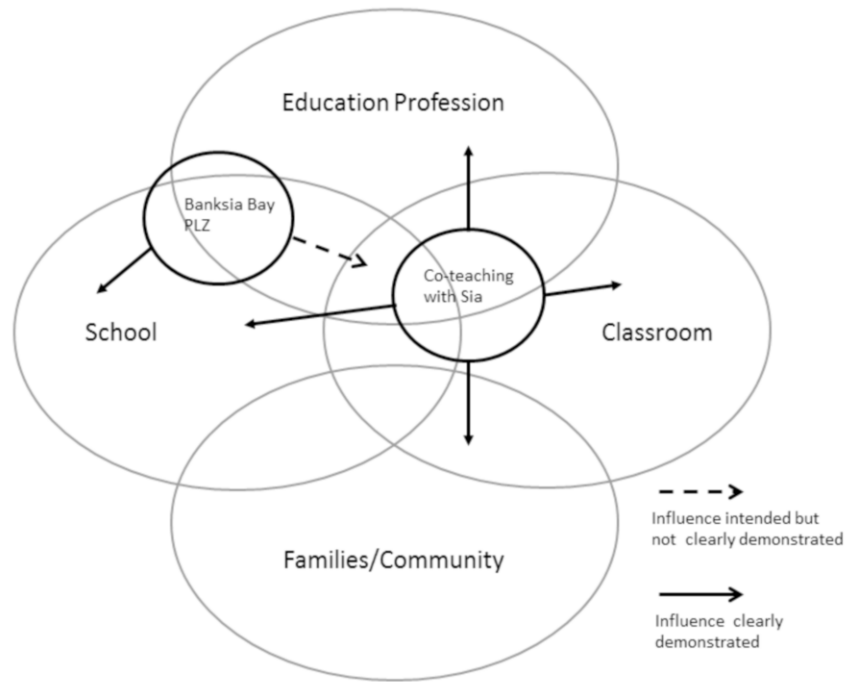 Education Profession
Banksia Bay
PLZ
Co-teaching
with Sia
School
Classroom
Families/Community
Influence intended but
not clearly demonstrated
Influence clearly
demonstrated